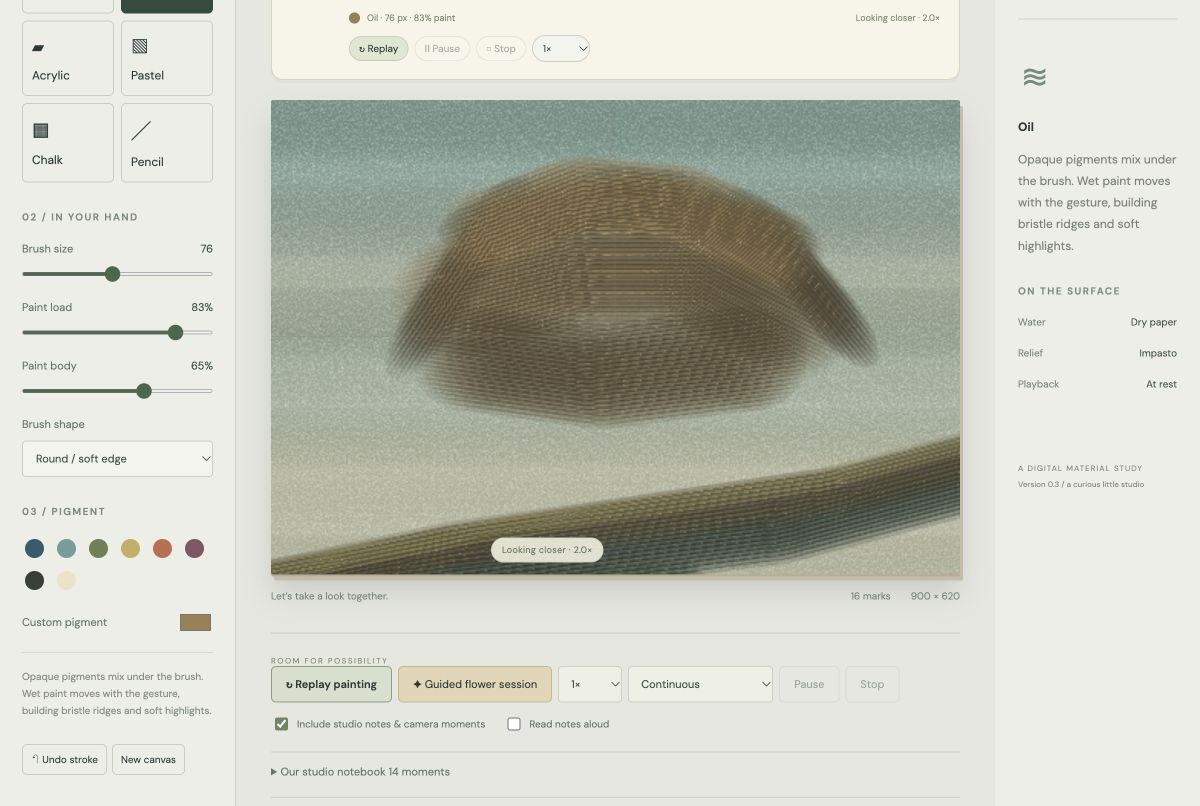 Acrylic
Pastel
Chalk
Pencil
02 / IN YOUR HAND
Brush size 76
Paint load 83%
Paint body 65%
Brush shape
Round / soft edge
03 / PIGMENT
Custom pigment
Opaque pigments mix under the brush.
Wet paint moves with the gesture,
building bristle ridges and soft highlights.
Undo stroke
New canvas
Oil · 76 px · 83% paint
Looking closer · 2.0×
↻ Replay
II Pause
▫ Stop
1×
Looking closer · 2.0×
Let's take a look together.
16 marks 900 × 620
ROOM FOR POSSIBILITY
↻ Replay painting
✦ Guided flower session
1×
Continuous
Pause
Stop
Include studio notes & camera moments
Read notes aloud
▶ Our studio notebook 14 moments
Oil
Opaque pigments mix under
the brush. Wet paint moves
with the gesture, building
bristle ridges and soft
highlights.
ON THE SURFACE
Water Dry paper
Relief Impasto
Playback At rest
A DIGITAL MATERIAL STUDY
Version 0.3 / a curious little studio